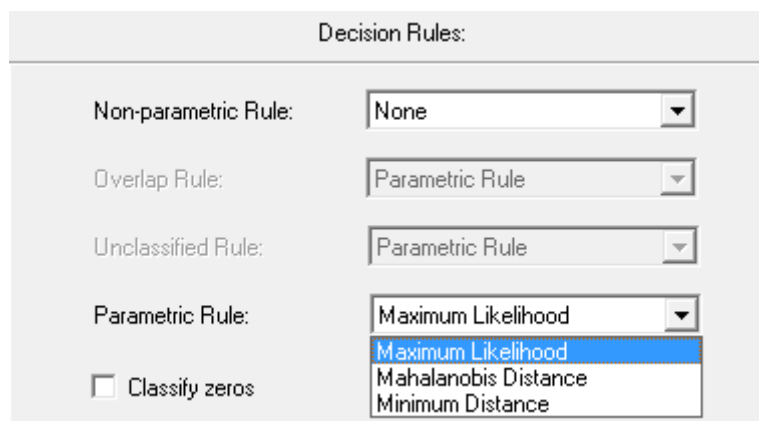 Decision Rules:
Non-parametric Rule: None
Overlap Rule: Parametric Rule
Unclassified Rule: Parametric Rule
Parametric Rule: Maximum Likelihood
Maximum Likelihood
Mahalanobis Distance
Classify zeros
Minimum Distance